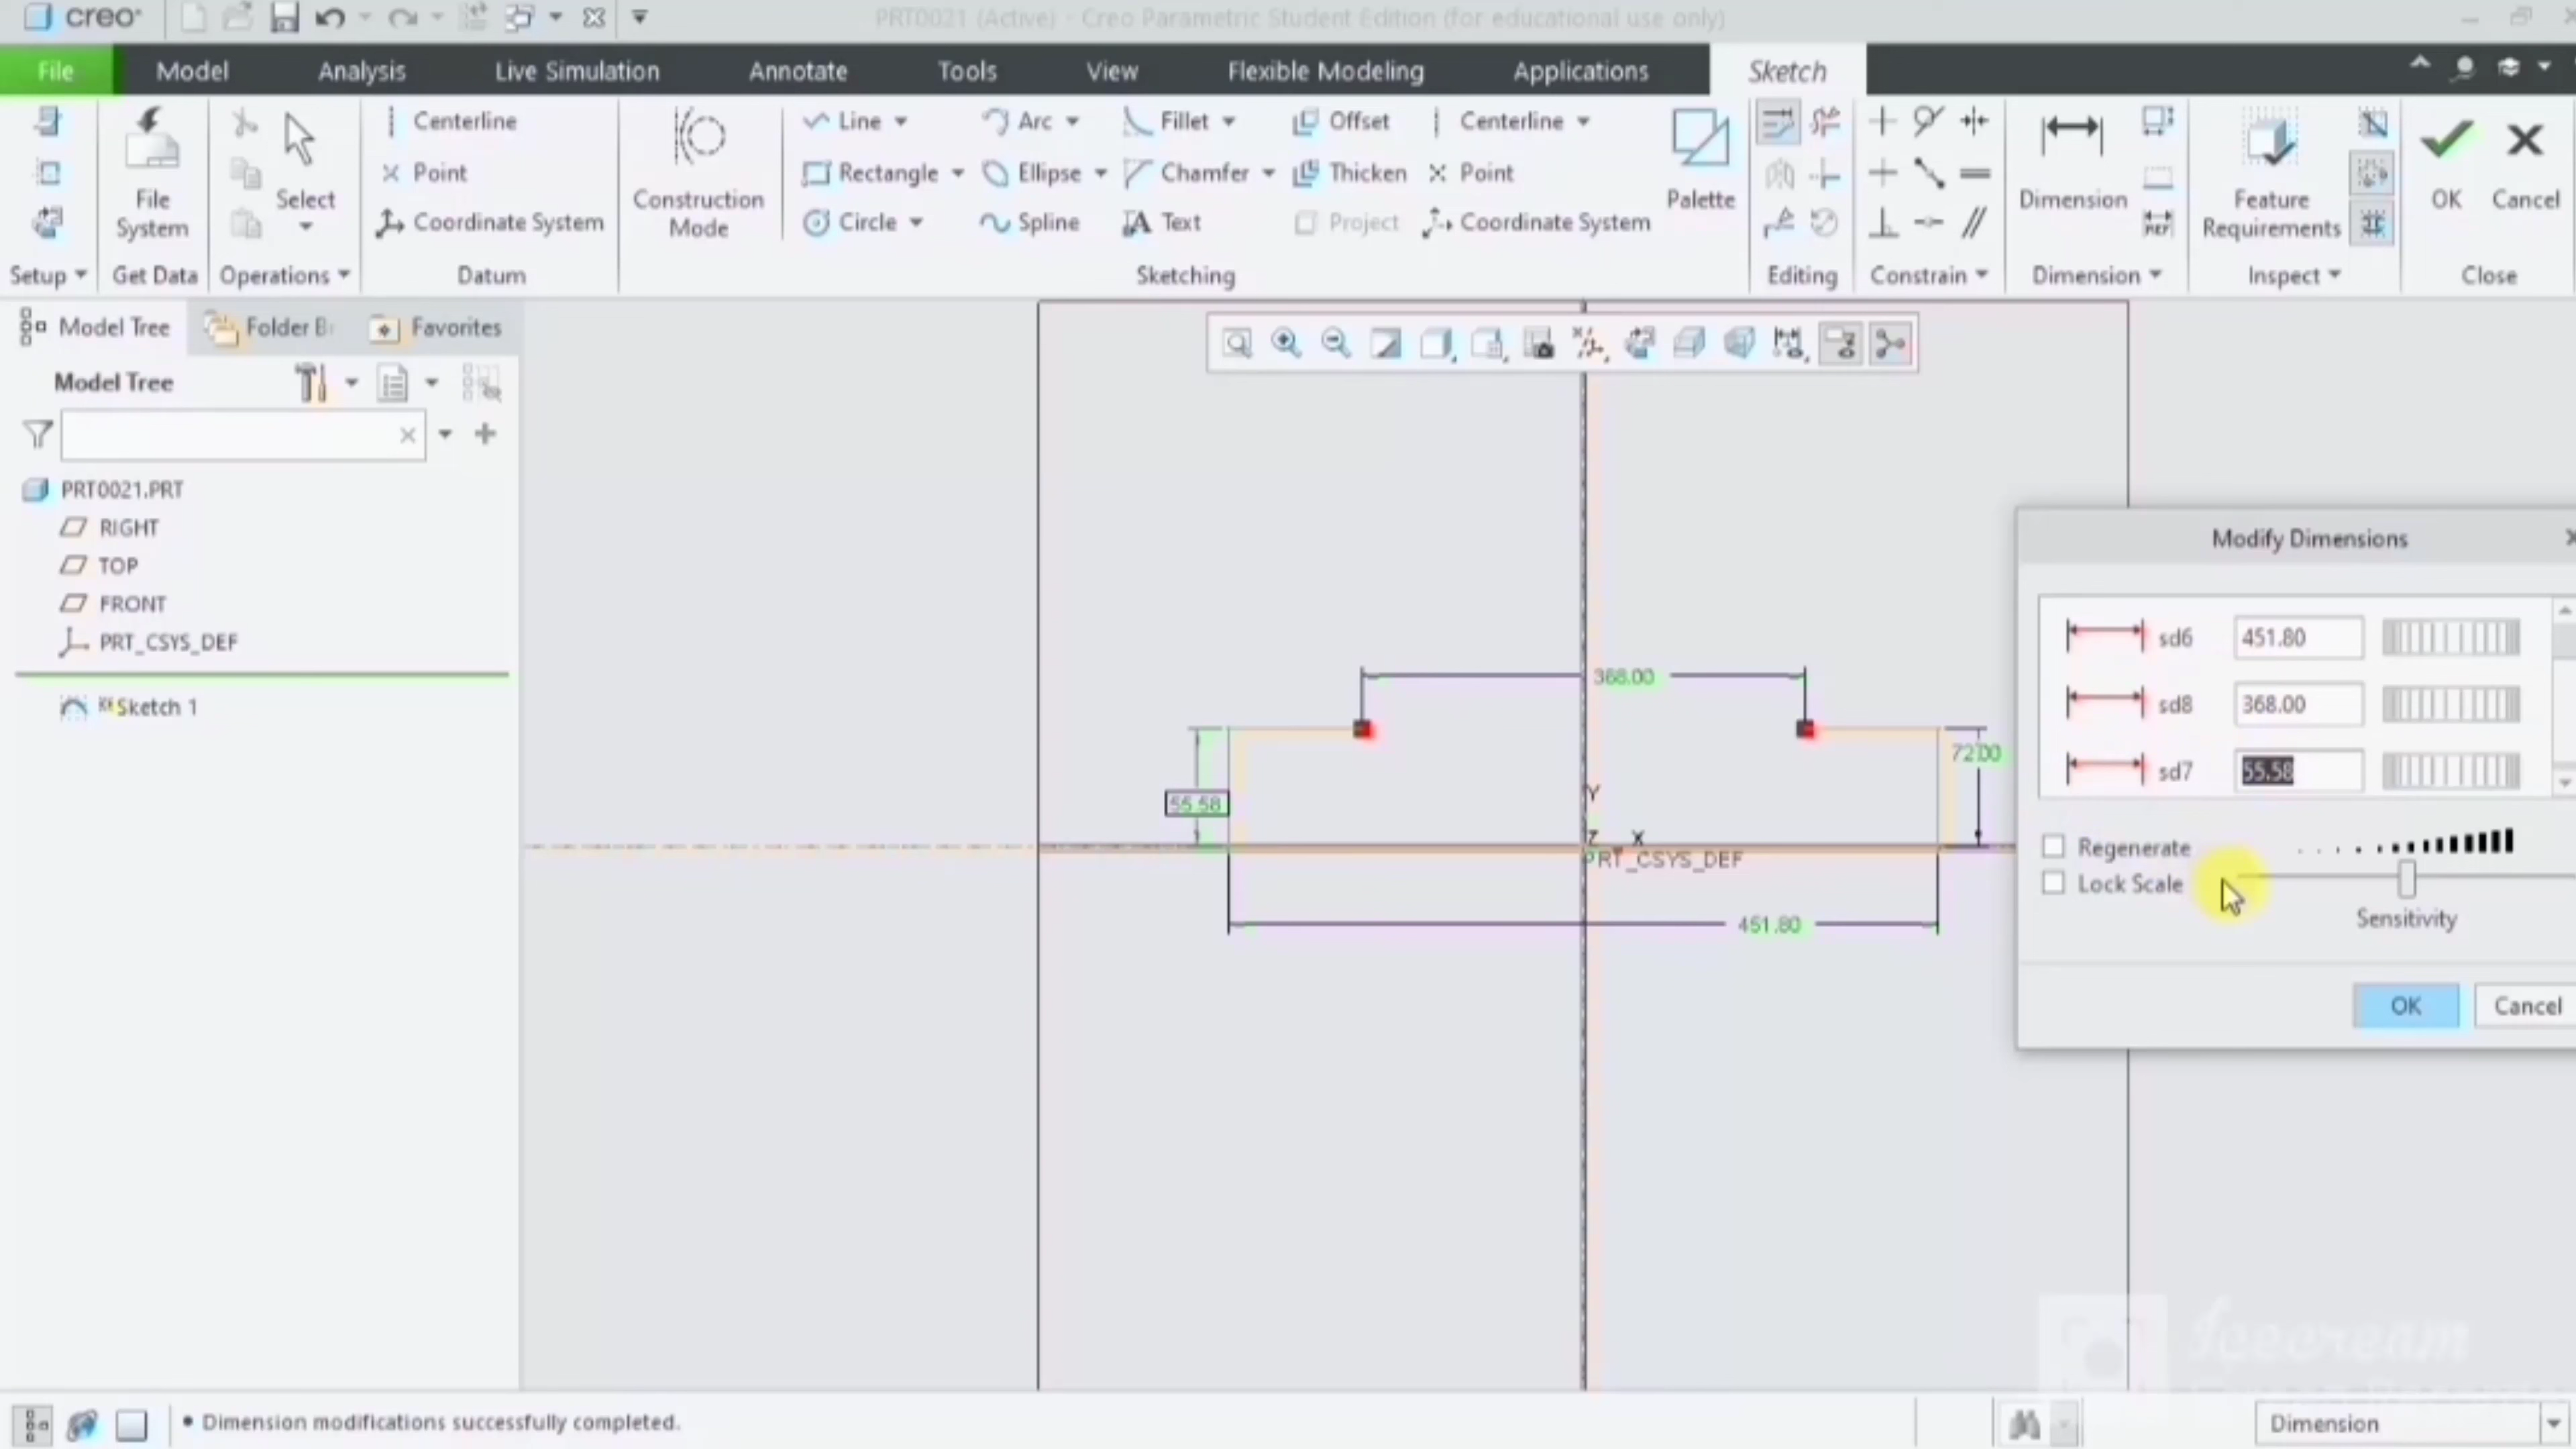 creo
PRT0021 (Active) - Creo Parametric Student Edition (for educational use only)
File Model Analysis Live Simulation Annotate Tools View Flexible Modeling Applications Sketch
Centerline
Point
Coordinate System
File System
Select
Construction Mode
Line Arc Fillet Offset Centerline
Rectangle Ellipse Chamfer Thicken Point
Circle Spline Text Project Coordinate System
Palette
REF
Dimension
Feature Requirements
OK Cancel
Setup Get Data Operations Datum Sketching Editing Constrain Dimension Inspect Close
Model Tree Folder Br Favorites
Model Tree
PRT0021.PRT
RIGHT
TOP
FRONT
PRT_CSYS_DEF
Sketch 1
368.00
72.00
55.58
Y
Z X
PRT_CSYS_DEF
451.80
Modify Dimensions
sd6 451.80
sd8 368.00
sd7 55.58
Regenerate
Lock Scale
Sensitivity
OK Cancel
Icecream
• Dimension modifications successfully completed.
Dimension